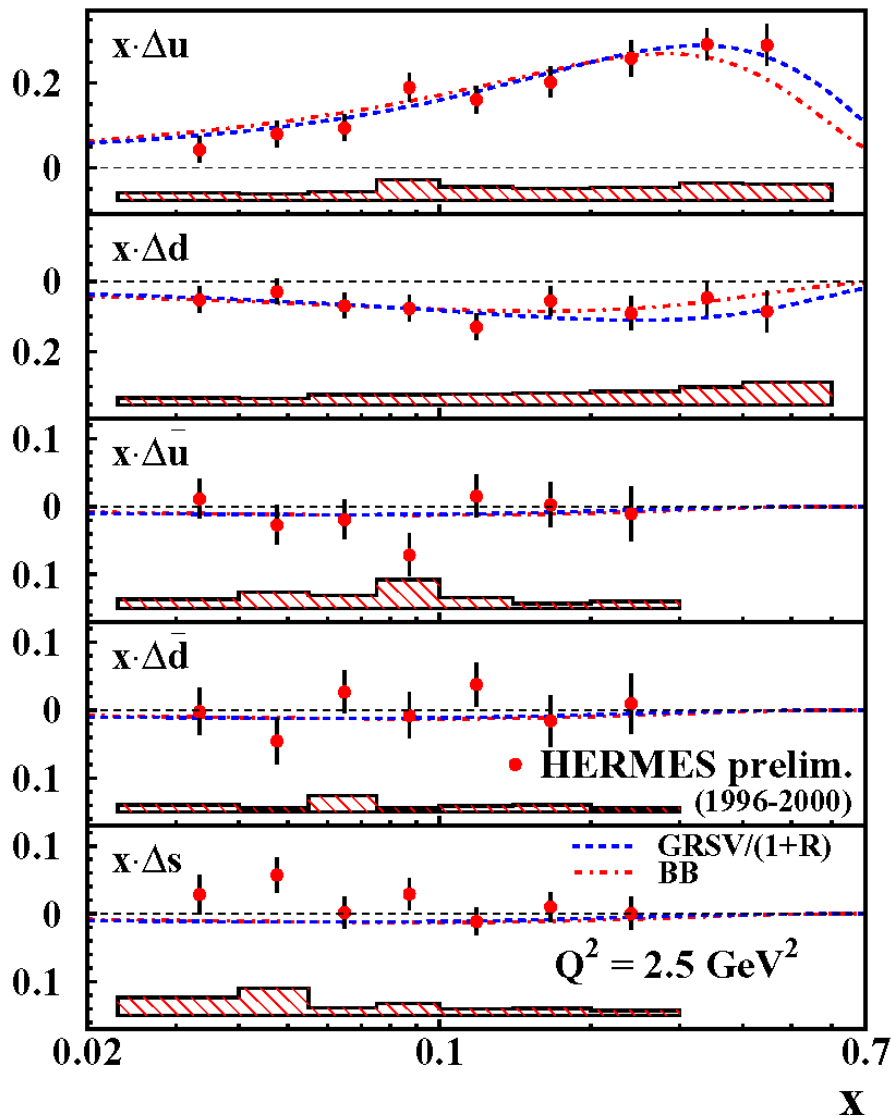 x·Δu
0.2
0
x·Δd
0
0.2
x·Δū
0.1
0
0.1
x·Δd̄
0.1
0
0.1
HERMES prelim.
(1996-2000)
x·Δs
0.1
0
0.1
GRSV/(1+R)
BB
Q² = 2.5 GeV²
0.02 0.1 0.7
x